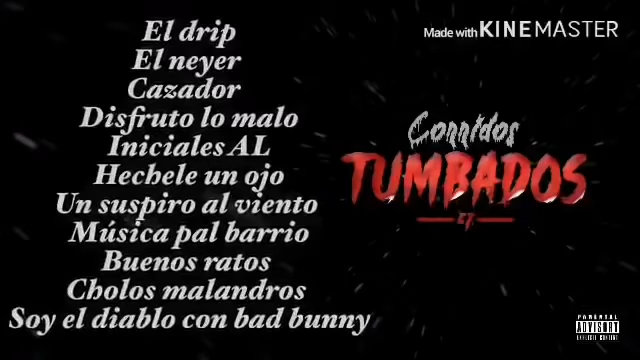 El drip
El neyer
Cazador
Disfruto lo malo
Iniciales AL
Hechele un ojo
Un suspiro al viento
Música pal barrio
Buenos ratos
Cholos malandros
Soy el diablo con bad bunny
Made with KINEMASTER
Corridos
TUMBADOS
PARENTAL
ADVISORY
EXPLICIT CONTENT